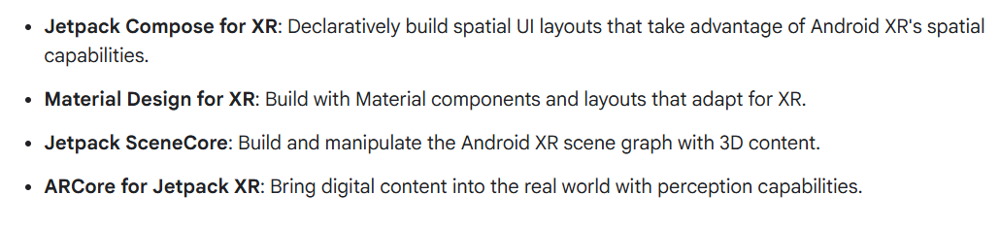 • Jetpack Compose for XR: Declaratively build spatial UI layouts that take advantage of Android XR's spatial
capabilities.
• Material Design for XR: Build with Material components and layouts that adapt for XR.
• Jetpack SceneCore: Build and manipulate the Android XR scene graph with 3D content.
• ARCore for Jetpack XR: Bring digital content into the real world with perception capabilities.